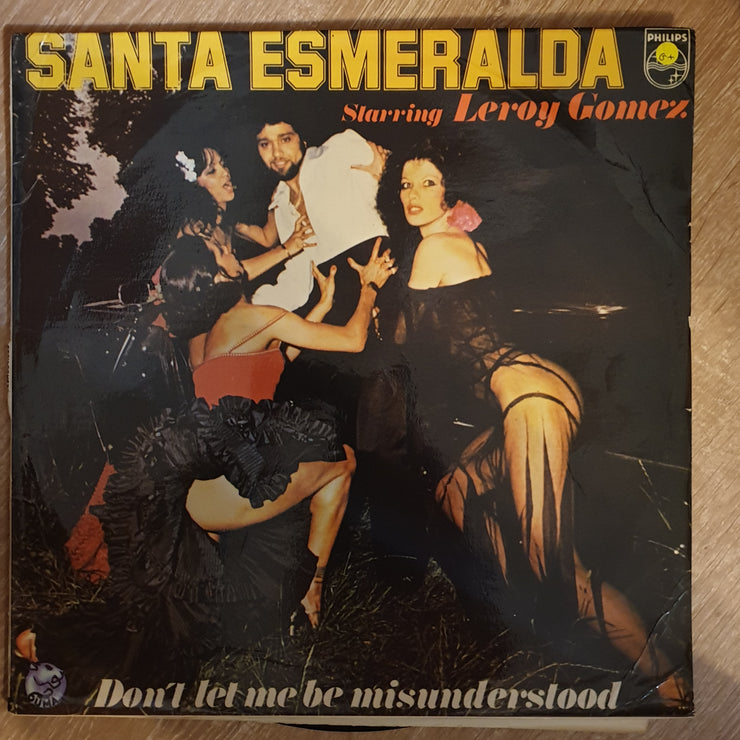 SANTA ESMERALDA
PHILIPS
G+
Starring Leroy Gomez
Don't let me be misunderstood